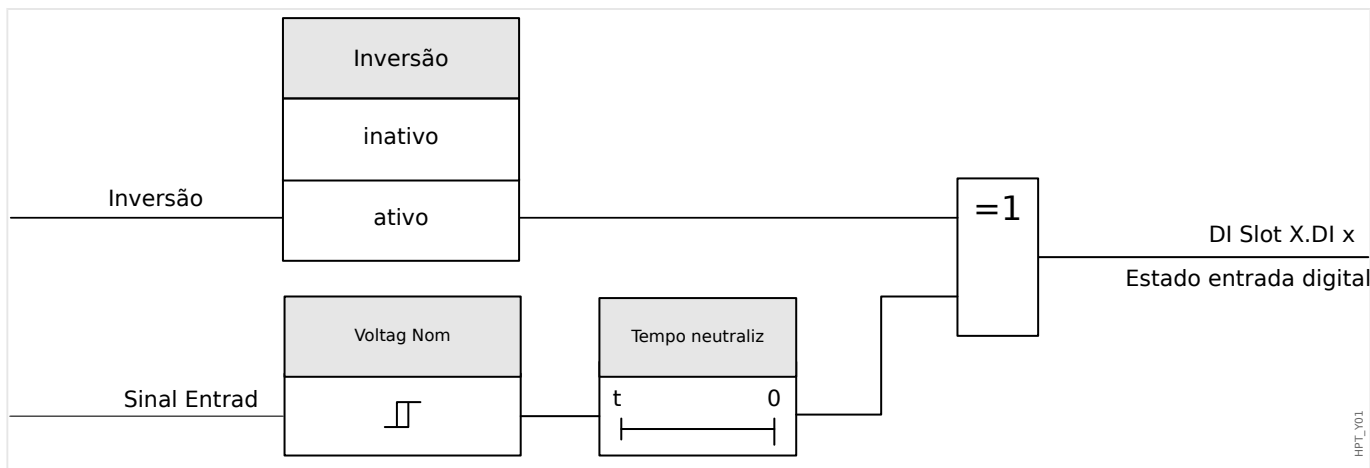 Inversão
inativo
Inversão
ativo
=1
DI Slot X.DI x
Estado entrada digital
Voltag Nom
Tempo neutraliz
Sinal Entrad
t
0
HPT_Y01